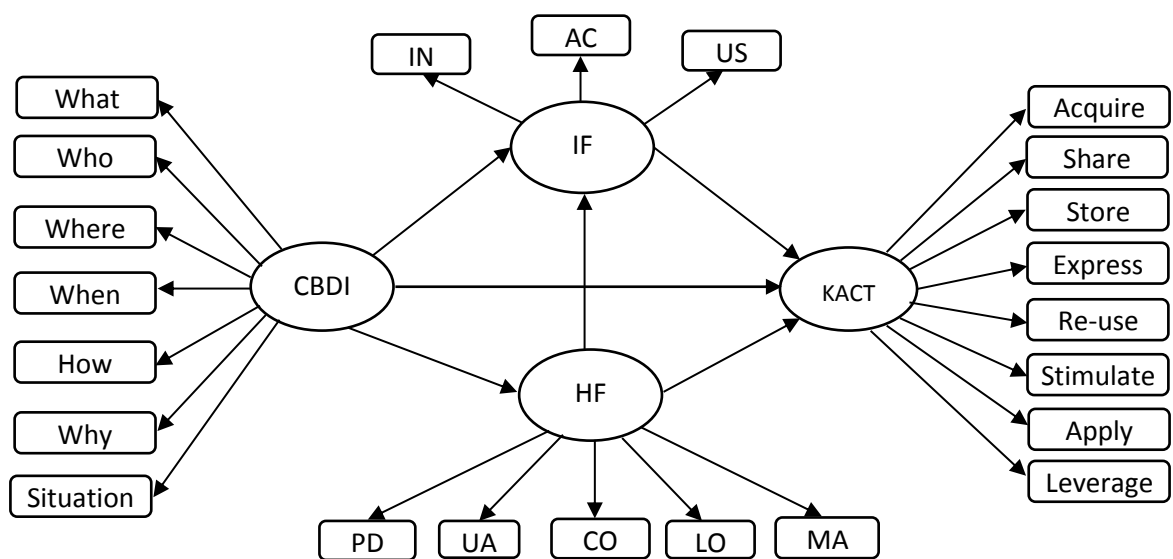 AC
IN
US
What
Who
Where
When
How
Why
Situation
CBDI
IF
HF
KACT
Acquire
Share
Store
Express
Re-use
Stimulate
Apply
Leverage
PD
UA
CO
LO
MA